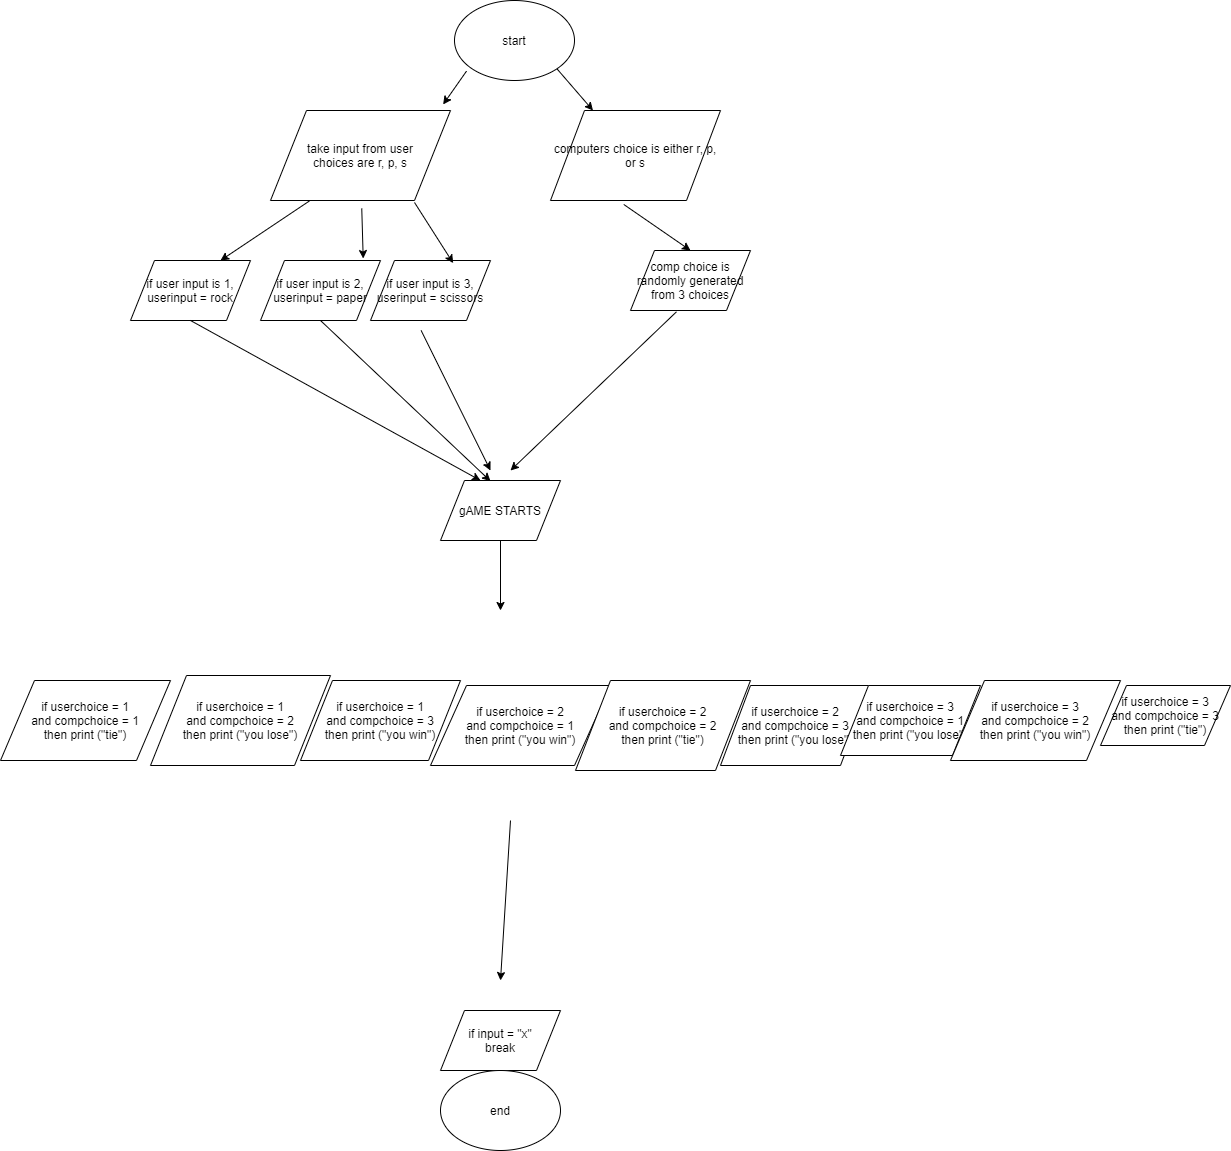 start
take input from user
choices are r, p, s
computers choice is either r, p,
or s
if user input is 1,
userinput = rock
if user input is 2,
userinput = paper
if user input is 3,
userinput = scissors
comp choice is
randomly generated
from 3 choices
gAME STARTS
if userchoice = 1
and compchoice = 1
then print ("tie")
if userchoice = 1
and compchoice = 2
then print ("you lose")
if userchoice = 1
and compchoice = 3
then print ("you win")
if userchoice = 2
and compchoice = 1
then print ("you win")
if userchoice = 2
and compchoice = 2
then print ("tie")
if userchoice = 2
and compchoice = 3
then print ("you lose"
if userchoice = 3
and compchoice = 1
then print ("you lose"
if userchoice = 3
and compchoice = 2
then print ("you win")
if userchoice = 3
and compchoice = 3
then print ("tie")
if input = "x"
break
end